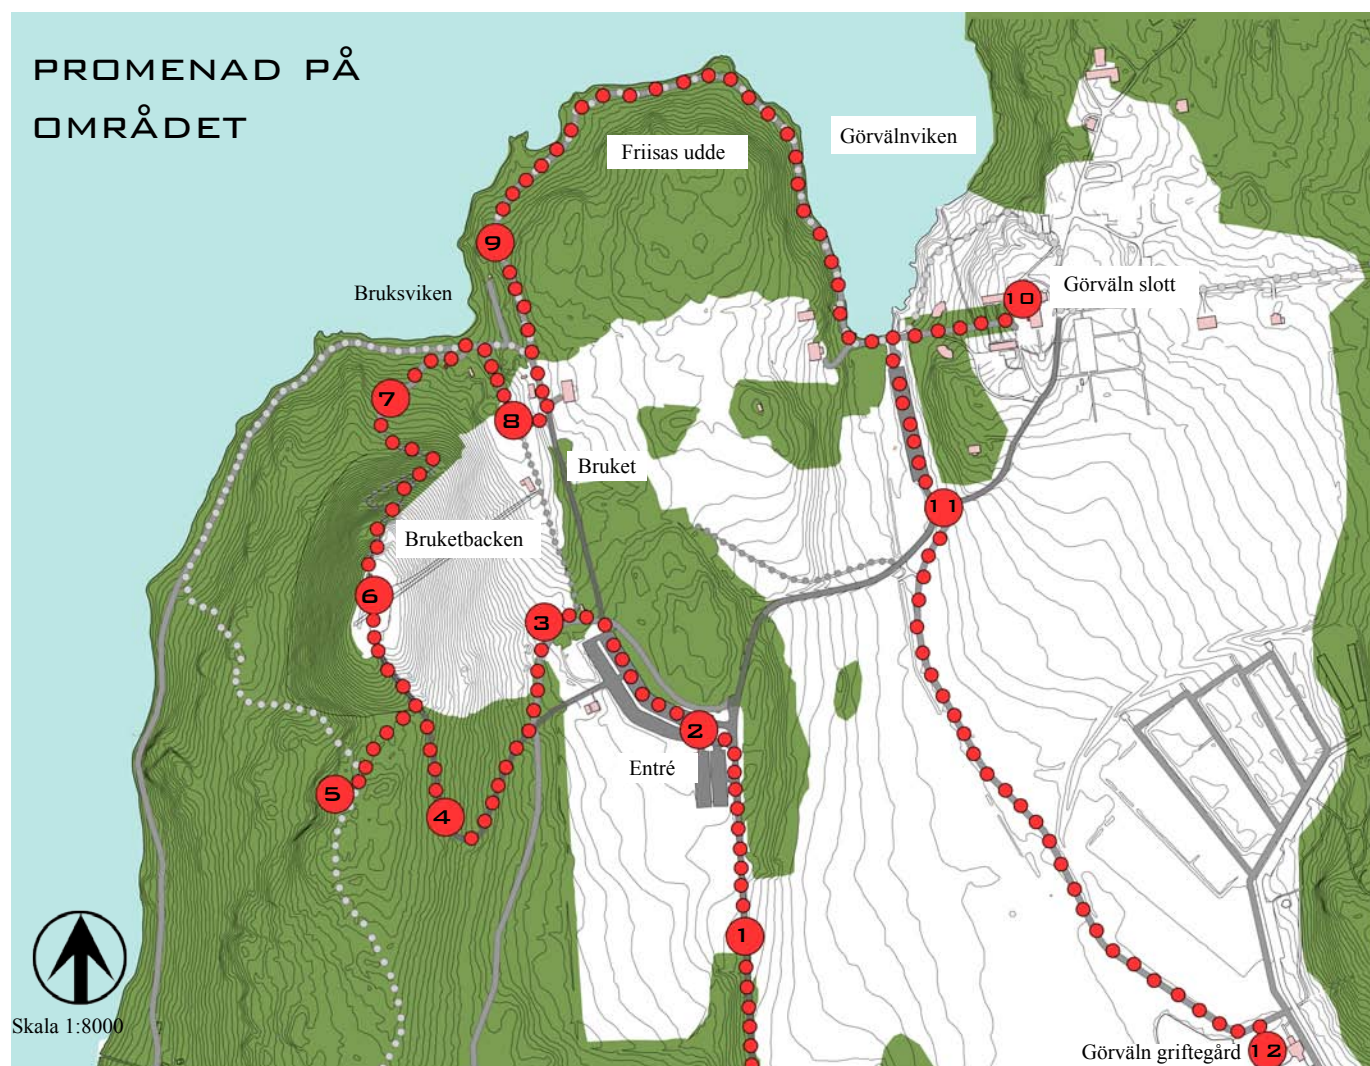 PROMENAD PÅ
OMRÅDET
Friisas udde
Görvälnviken
9
Bruksviken
10
Görväln slott
7
8
Bruket
11
Bruketbacken
6
3
2
Entré
5
4
1
Skala 1:8000
Görväln griftegård
12